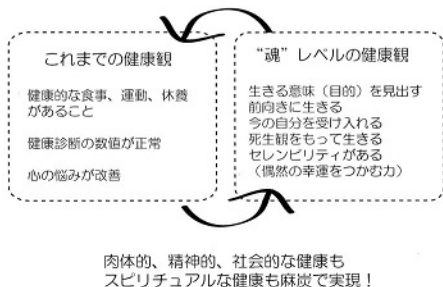 これまでの健康観
健康的な食事、運動、休養
があること
健康診断の数値が正常
心の悩みが改善
“魂”レベルの健康観
生きる意味（目的）を見出す
前向きに生きる
今の自分を受け入れる
死生観をもって生きる
セレンビリティがある
（偶然の幸運をつかむ力）
肉体的、精神的、社会的な健康も
スピリチュアルな健康も麻炭で実現！